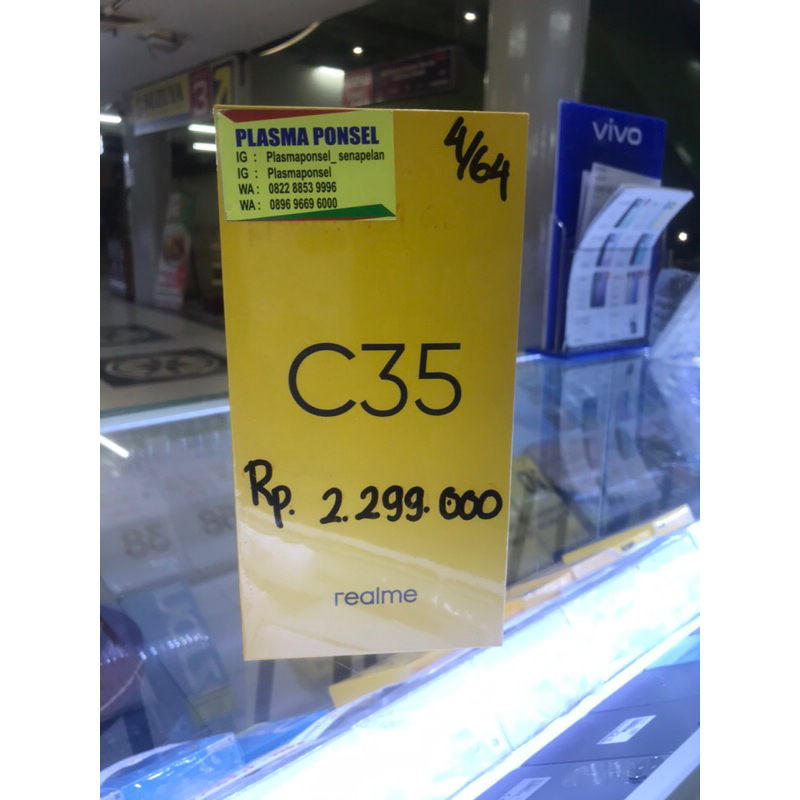 PLASMA PONSEL
IG : Plasmaponsel_senapelan
IG : Plasmaponsel
WA : 0822 8853 9996
WA : 0896 9669 6000
4/64
vivo
C35
Rp. 2.299.000
realme